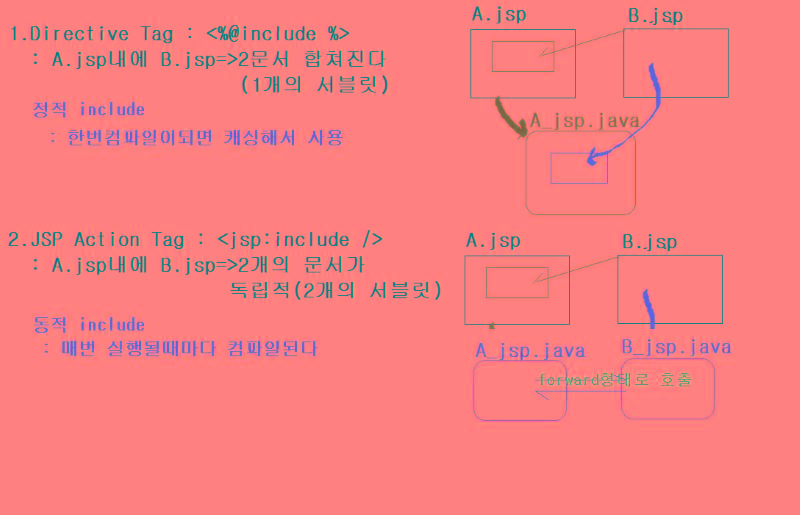 1.Directive Tag : <%@include %>
: A.jsp내에 B.jsp=>2문서 합쳐진다
(1개의 서블릿)
정적 include
: 한번컴파일이되면 캐싱해서 사용
A.jsp
B.jsp
A_jsp.java
2.JSP Action Tag : <jsp:include />
: A.jsp내에 B.jsp=>2개의 문서가
독립적(2개의 서블릿)
동적 include
: 매번 실행될때마다 컴파일된다
A.jsp
B.jsp
A_jsp.java
B_jsp.java
forward형태로 호출